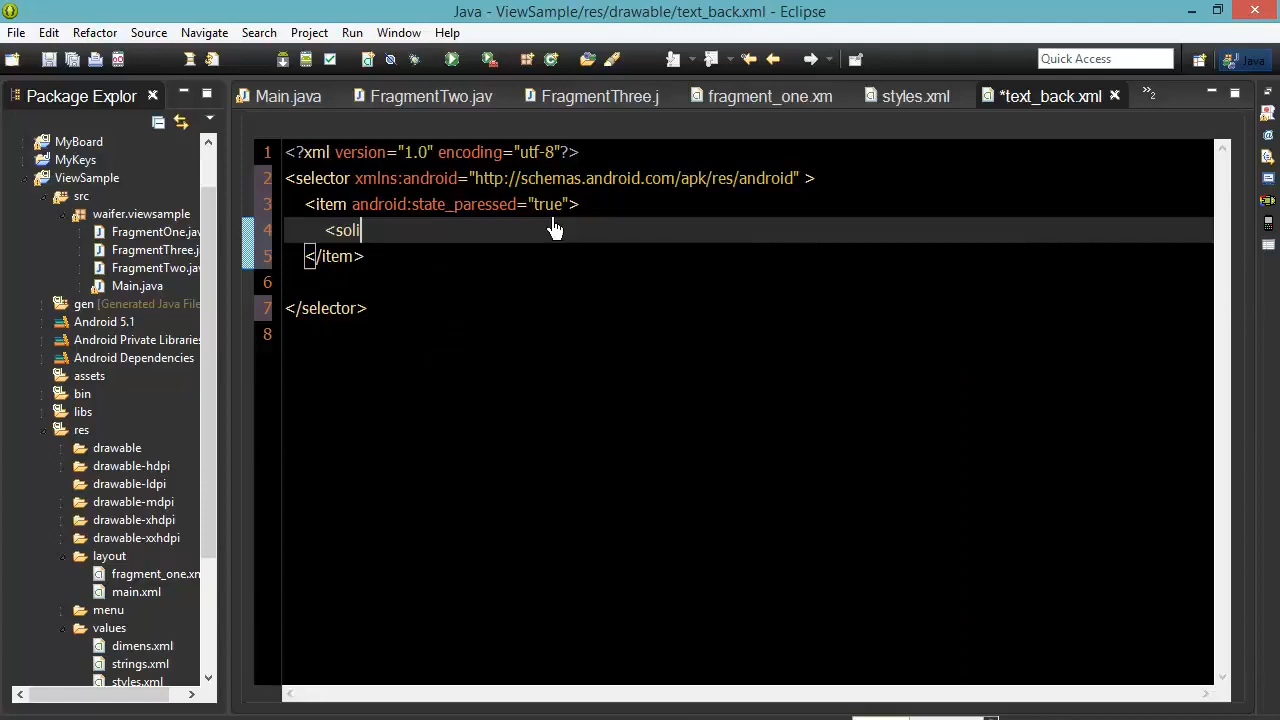 Java - ViewSample/res/drawable/text_back.xml - Eclipse
File Edit Refactor Source Navigate Search Project Run Window Help
Quick Access
Java
Package Explor
Main.java
FragmentTwo.jav
FragmentThree.j
fragment_one.xm
styles.xml
*text_back.xml
2
MyBoard
MyKeys
ViewSample
src
waifer.viewsample
FragmentOne.jav
FragmentThree.j
FragmentTwo.jav
Main.java
gen [Generated Java File
Android 5.1
Android Private Libraries
Android Dependencies
assets
bin
libs
res
drawable
drawable-hdpi
drawable-ldpi
drawable-mdpi
drawable-xhdpi
drawable-xxhdpi
layout
fragment_one.xm
main.xml
menu
values
dimens.xml
strings.xml
styles.xml
1 <?xml version="1.0" encoding="utf-8"?>
2 <selector xmlns:android="http://schemas.android.com/apk/res/android" >
3 <item android:state_paressed="true">
4 <soli
5 </item>
6
7 </selector>
8